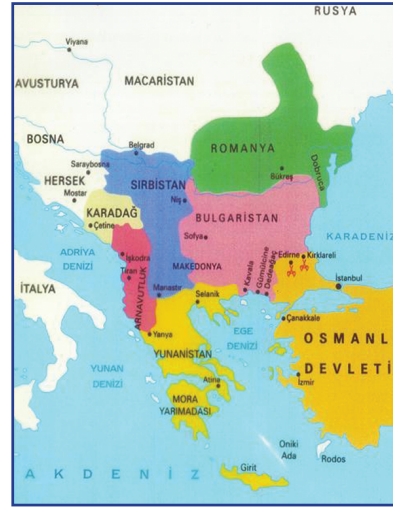 RUSYA
Viyana
AVUSTURYA
MACARİSTAN
BOSNA
Belgrad
ROMANYA
Saraybosna
Bükreş
Dobruca
HERSEK
SIRBİSTAN
Mostar
KARADAĞ
Niş
BULGARİSTAN
Çetine
Sofya
KARADENİZ
ADRİYA
DENİZİ
İşkodra
Tiran
ARNAVUTLUK
MAKEDONYA
Kavala
Gümülcine
Dedeağaç
Edirne
Kırklareli
İTALYA
Manastır
Selanik
İstanbul
Çanakkale
Yanya
EGE
DENİZİ
OSMANL
DEVLETİ
YUNANİSTAN
YUNAN
DENİZİ
Atina
İzmir
MORA
YARIMADASI
Oniki
Ada
Rodos
AKDENİZ
Girit